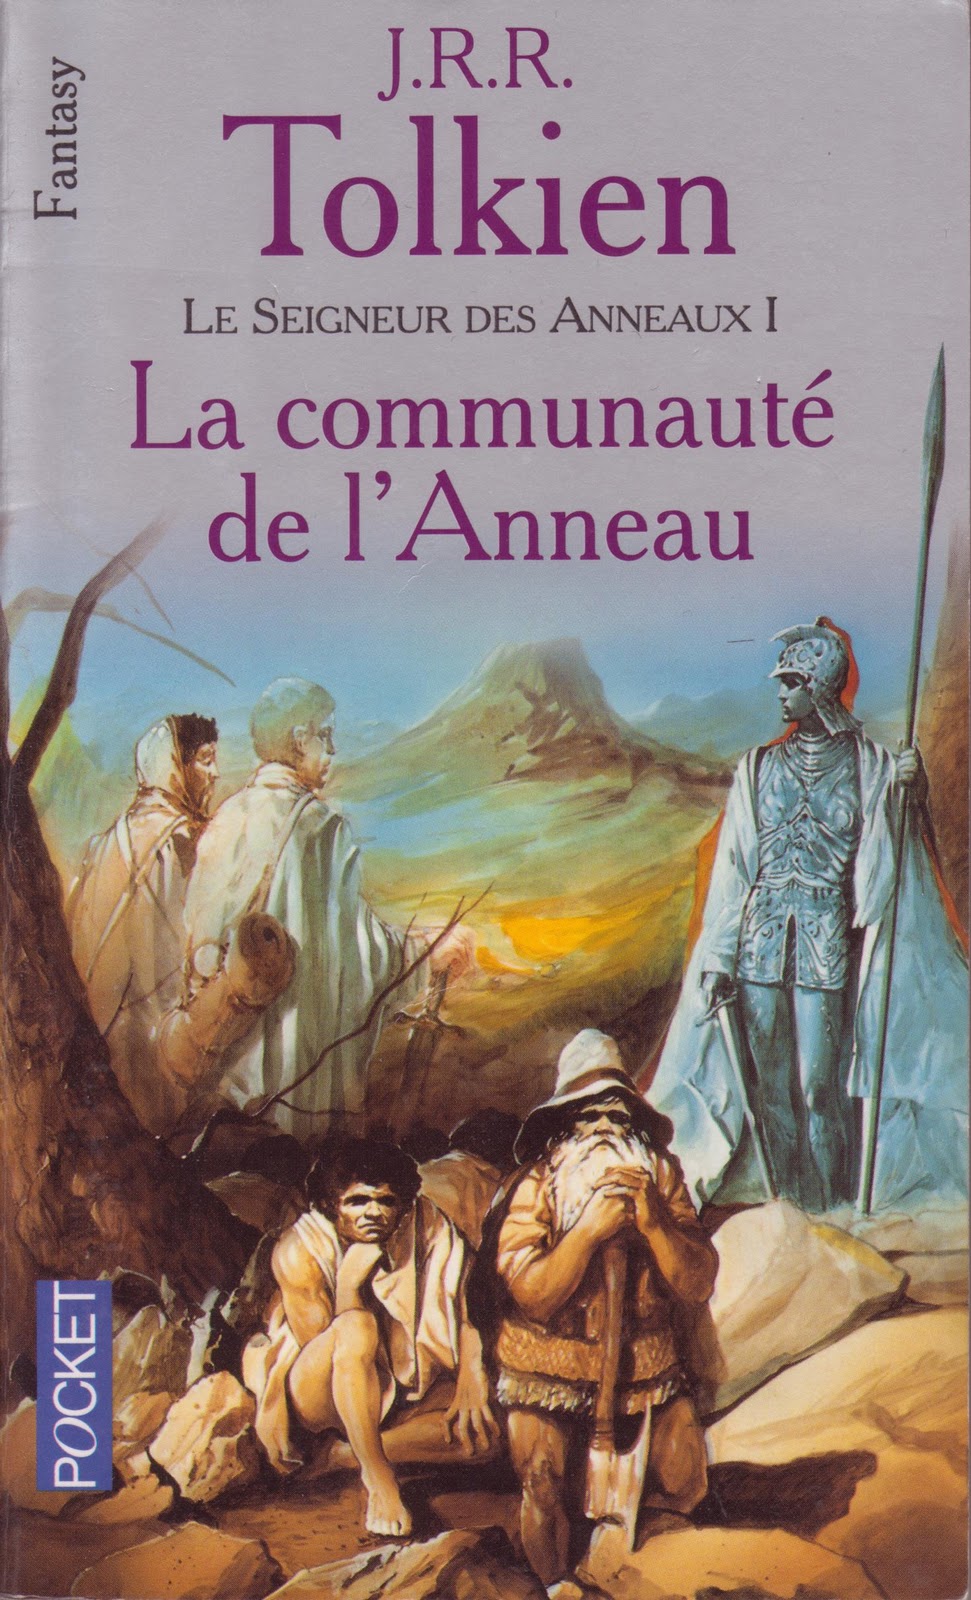 Fantasy
J.R.R.
Tolkien
LE SEIGNEUR DES ANNEAUX I
La communauté
de l'Anneau
POCKET